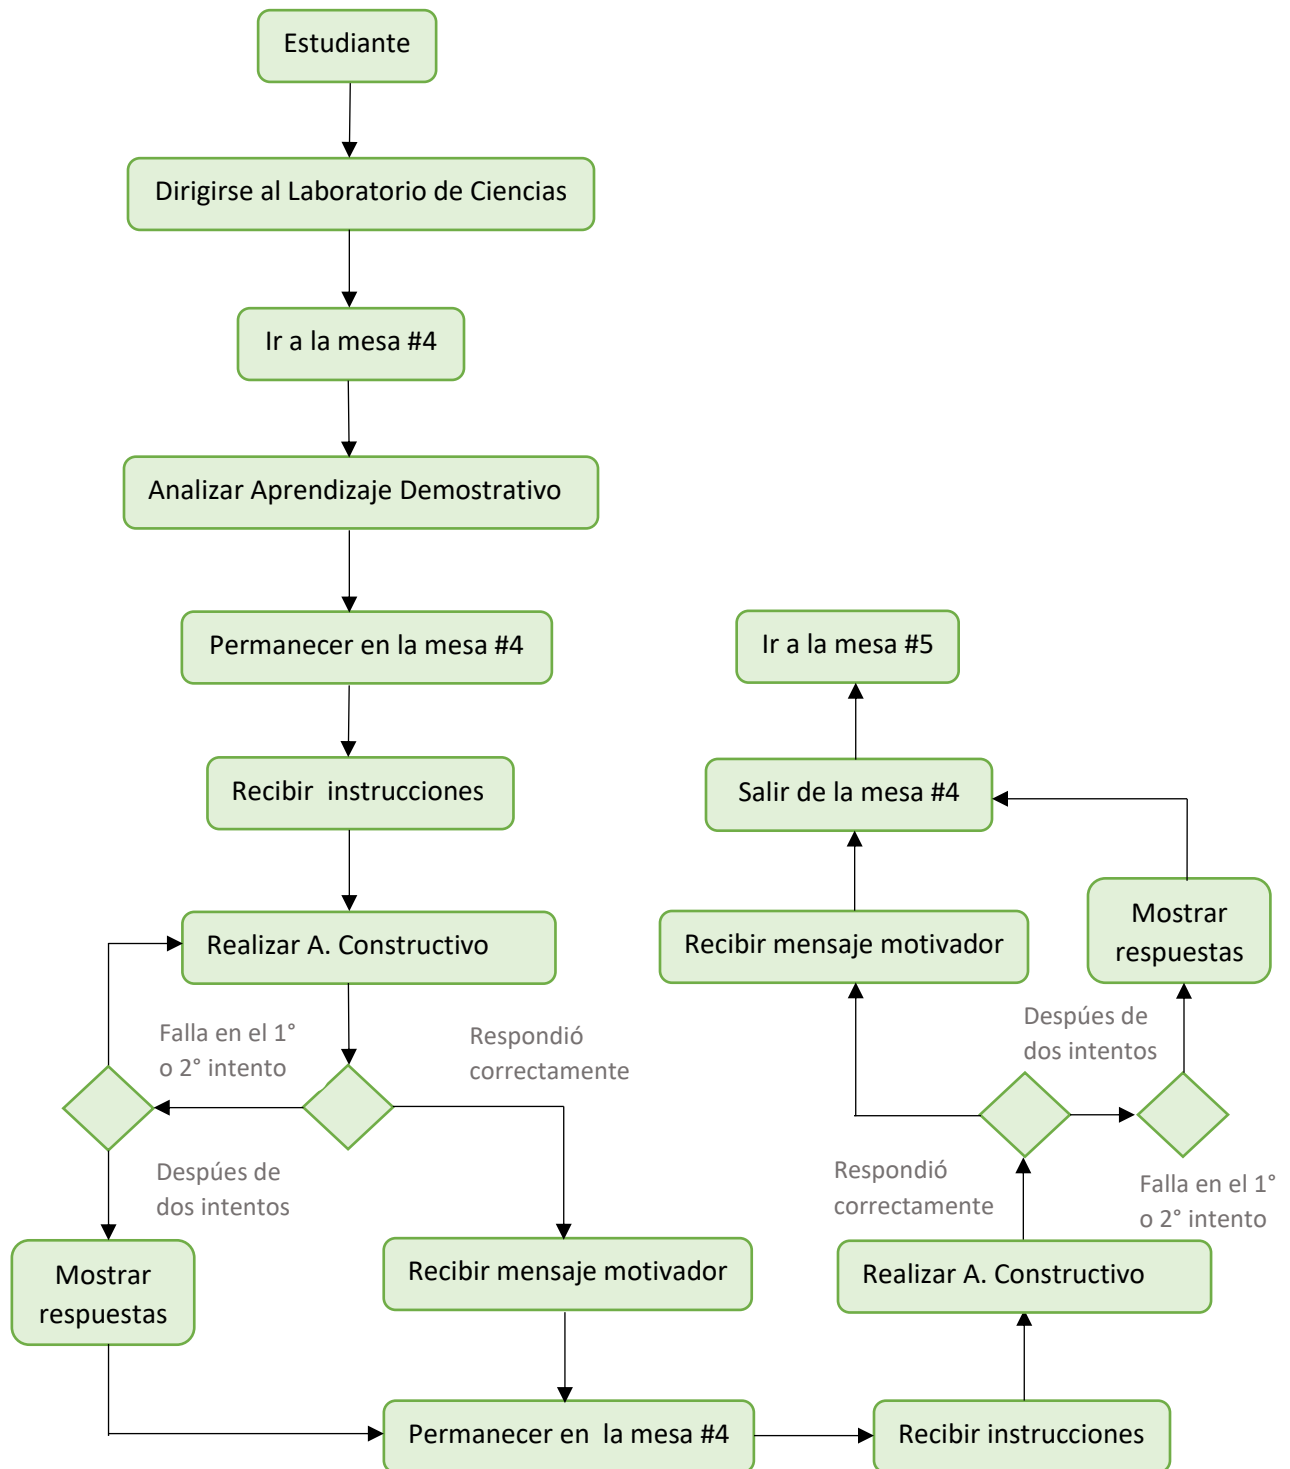 Estudiante
Dirigirse al Laboratorio de Ciencias
Ir a la mesa #4
Analizar Aprendizaje Demostrativo
Permanecer en la mesa #4
Recibir instrucciones
Realizar A. Constructivo
Falla en el 1°
o 2° intento
Respondió
correctamente
Despúes de
dos intentos
Mostrar
respuestas
Recibir mensaje motivador
Permanecer en la mesa #4
Recibir instrucciones
Realizar A. Constructivo
Respondió
correctamente
Falla en el 1°
o 2° intento
Despúes de
dos intentos
Mostrar
respuestas
Recibir mensaje motivador
Salir de la mesa #4
Ir a la mesa #5